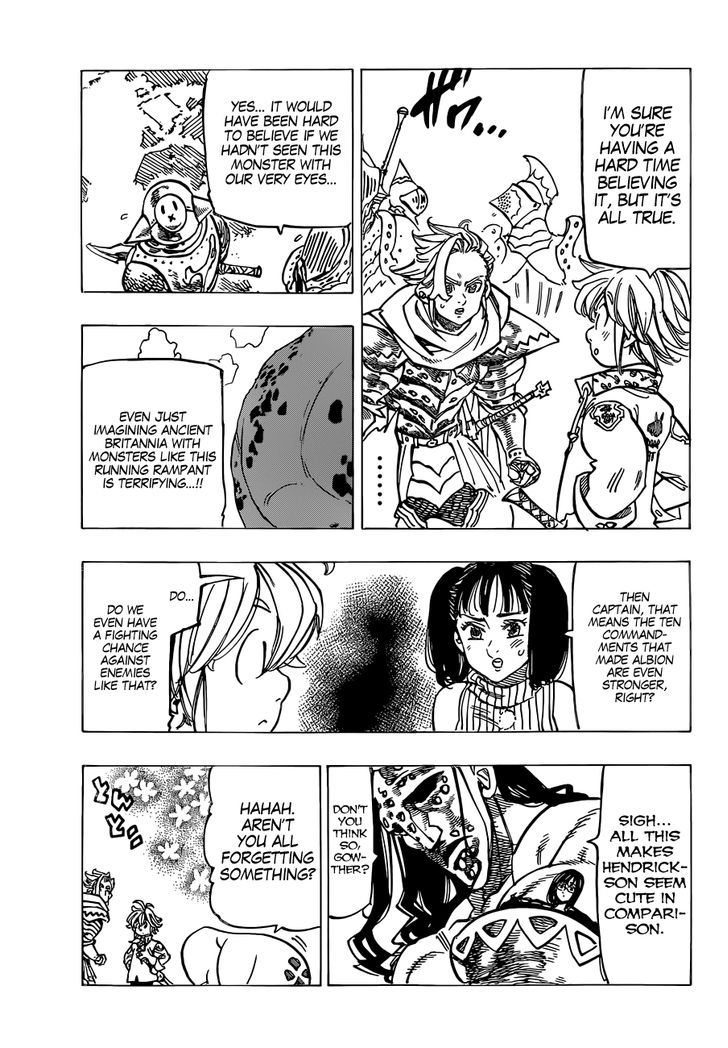 I'M SURE
YOU'RE
HAVING A
HARD TIME
BELIEVING
IT, BUT IT'S
ALL TRUE.
YES... IT WOULD
HAVE BEEN HARD
TO BELIEVE IF WE
HADN'T SEEN THIS
MONSTER WITH
OUR VERY EYES...
EVEN JUST
IMAGINING ANCIENT
BRITANNIA WITH
MONSTERS LIKE THIS
RUNNING RAMPANT
IS TERRIFYING...!!
THEN
CAPTAIN, THAT
MEANS THE TEN
COMMAND-
MENTS THAT
MADE ALBION
ARE EVEN
STRONGER,
RIGHT?
DO...
DO WE
EVEN HAVE
A FIGHTING
CHANCE
AGAINST
ENEMIES
LIKE THAT?
SIGH...
ALL THIS
MAKES
HENDRICK-
SON SEEM
CUTE IN
COMPARI-
SON.
DON'T
YOU
THINK
SO,
GOW-
THER?
HAHAH.
AREN'T
YOU ALL
FORGETTING
SOMETHING?